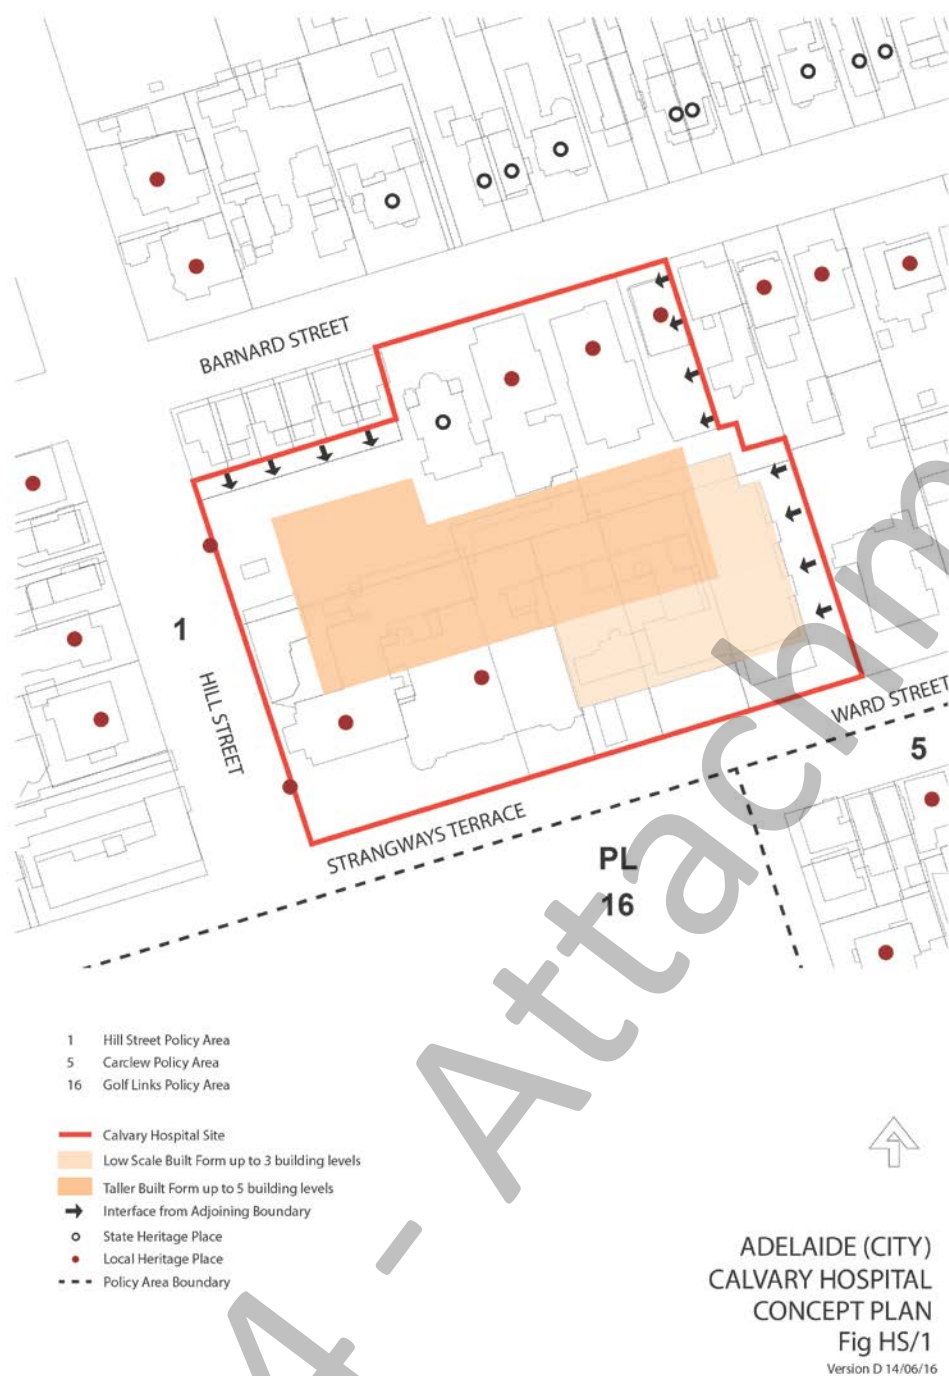 BARNARD STREET
1
HILL STREET
WARD STREET
5
STRANGWAYS TERRACE
PL
16
1 Hill Street Policy Area
5 Carclew Policy Area
16 Golf Links Policy Area
Calvary Hospital Site
Low Scale Built Form up to 3 building levels
Taller Built Form up to 5 building levels
Interface from Adjoining Boundary
State Heritage Place
Local Heritage Place
Policy Area Boundary
ADELAIDE (CITY)
CALVARY HOSPITAL
CONCEPT PLAN
Fig HS/1
Version D 14/06/16
4 - Attachm